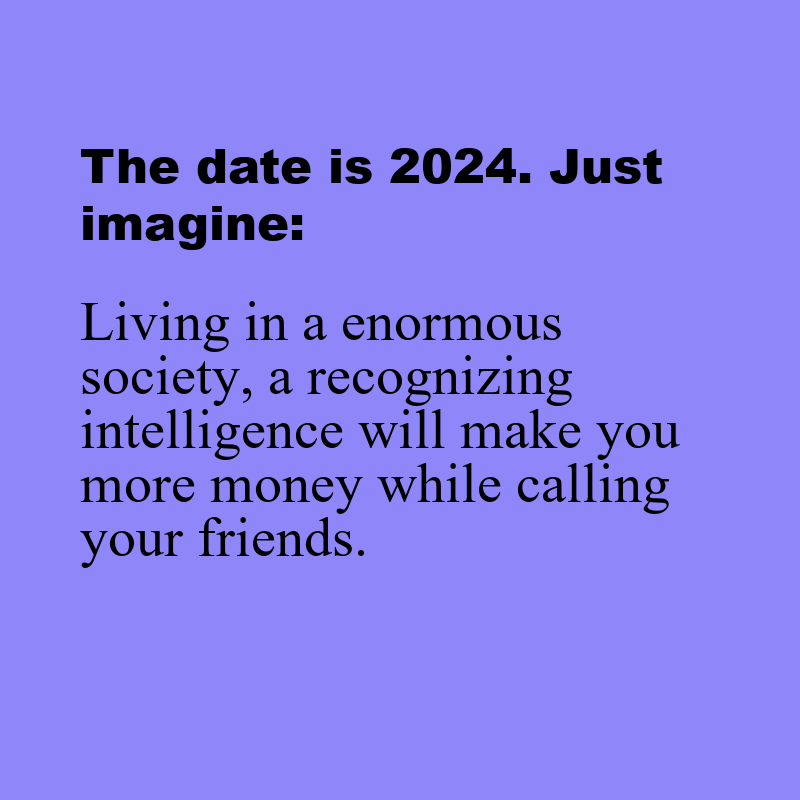 The date is 2024. Just
imagine:
Living in a enormous
society, a recognizing
intelligence will make you
more money while calling
your friends.